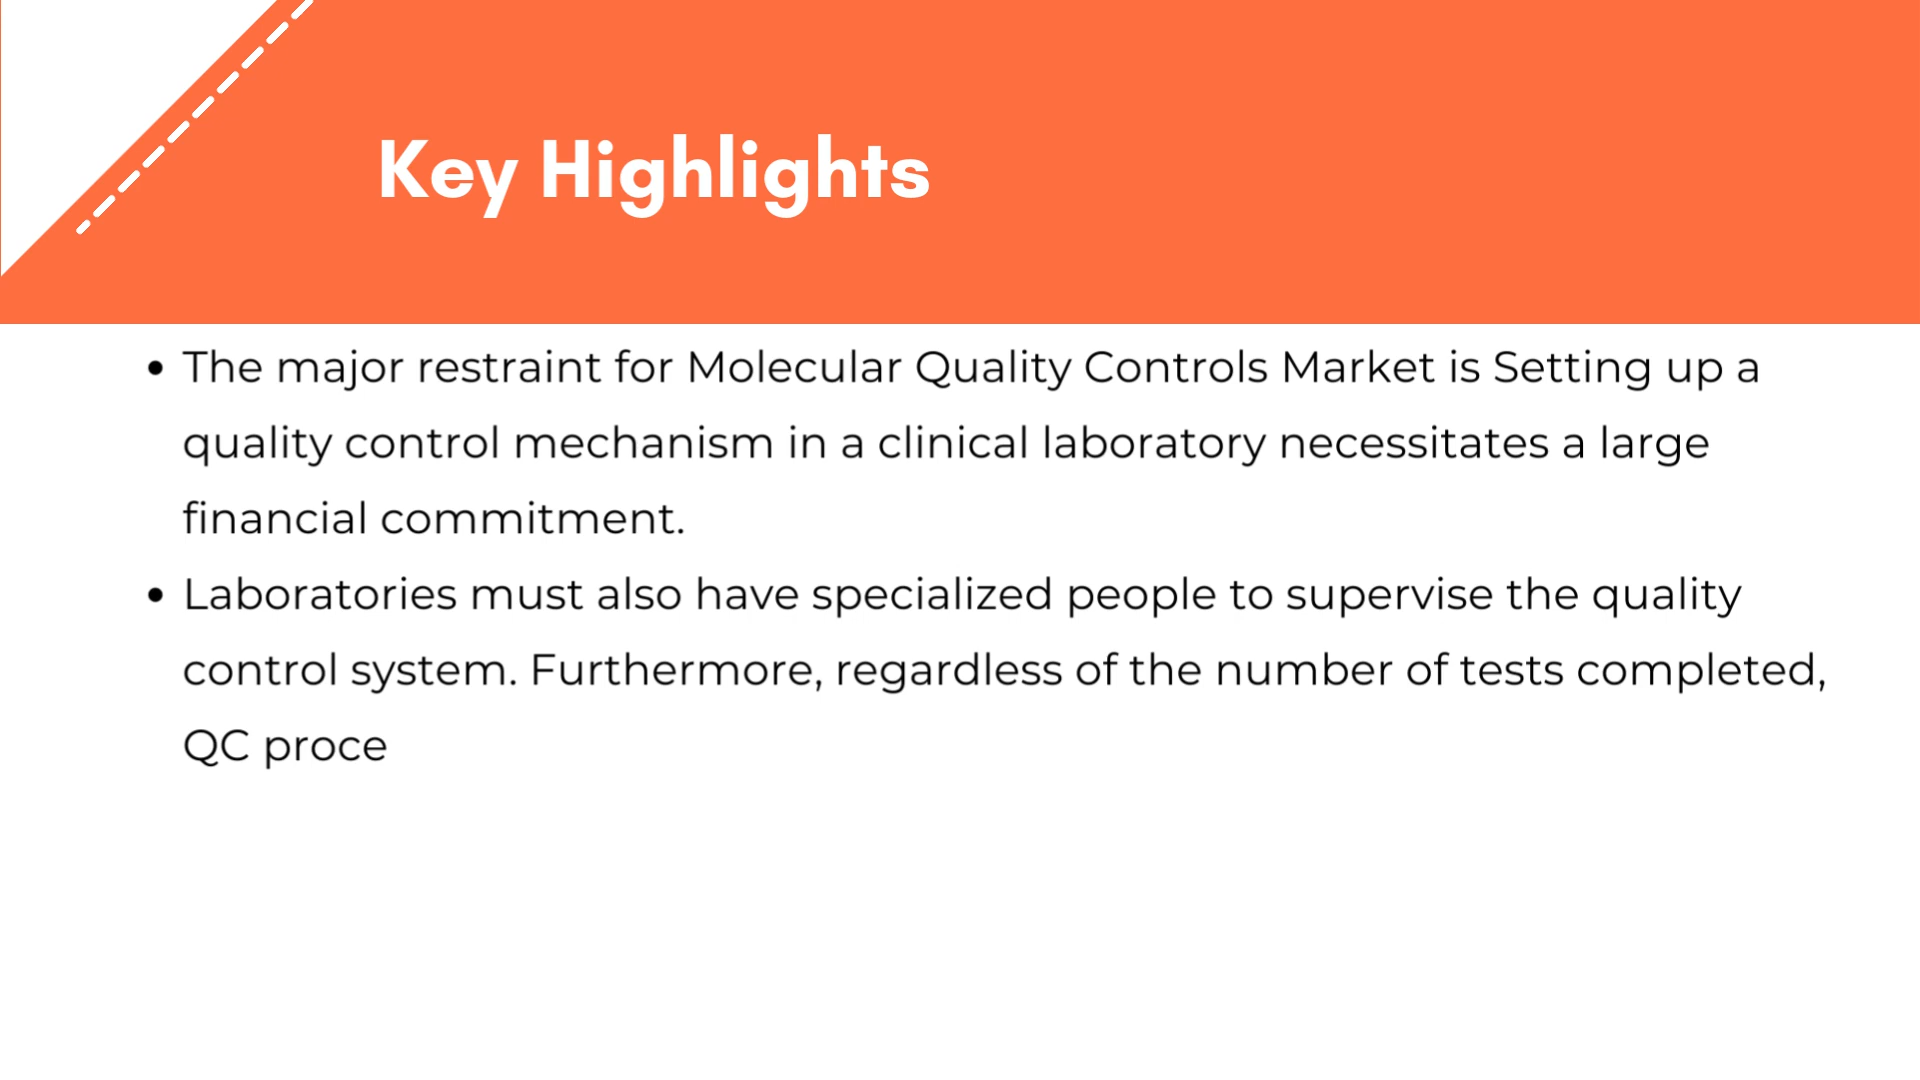 Key Highlights
• The major restraint for Molecular Quality Controls Market is Setting up a
quality control mechanism in a clinical laboratory necessitates a large
financial commitment.
• Laboratories must also have specialized people to supervise the quality
control system. Furthermore, regardless of the number of tests completed,
QC proce